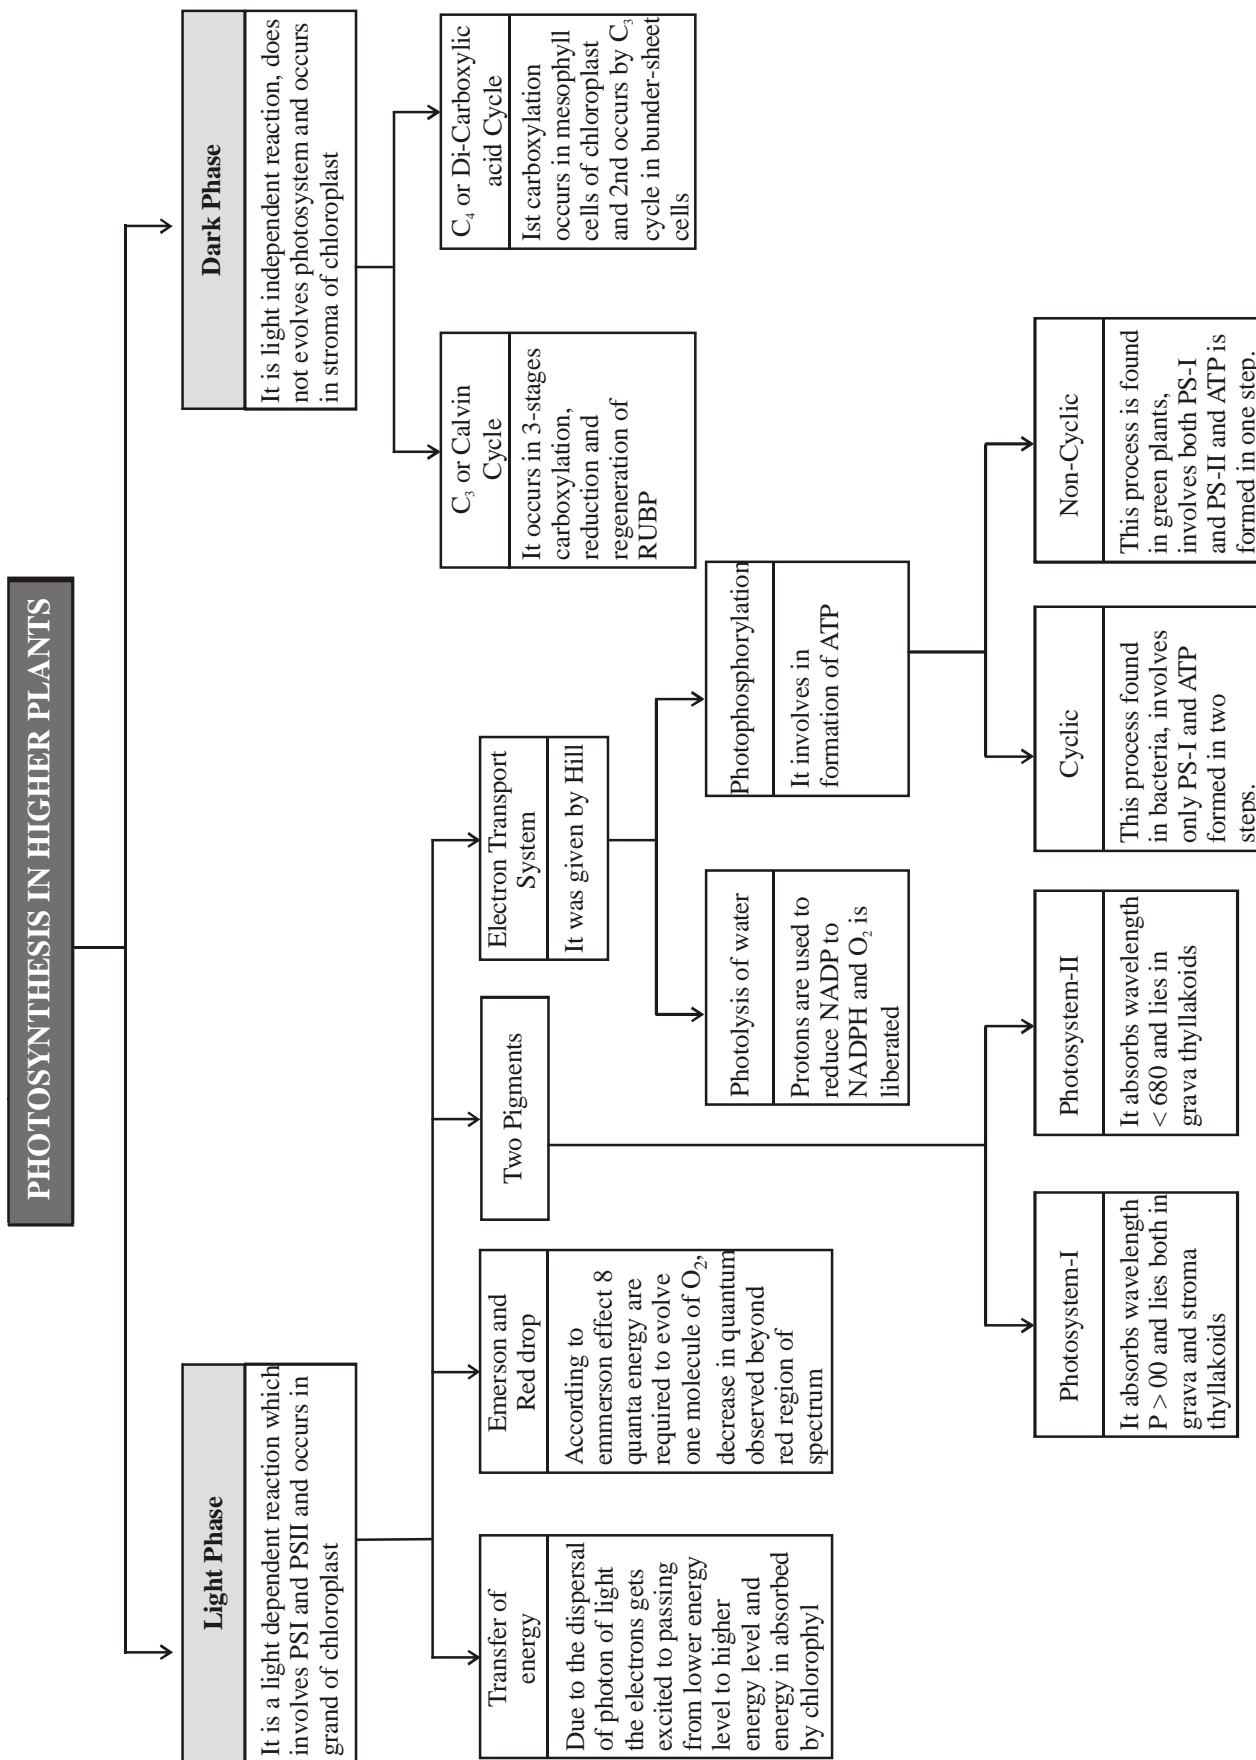 PHOTOSYNTHESIS IN HIGHER PLANTS
Light Phase
It is a light dependent reaction which
involves PSI and PSII and occurs in
grand of chloroplast
Transfer of
energy
Due to the dispersal
of photon of light
the electrons gets
excited to passing
from lower energy
level to higher
energy level and
energy in absorbed
by chlorophyl
Emerson and
Red drop
According to
emmerson effect 8
quanta energy are
required to evolve
one molecule of O₂,
decrease in quantum
observed beyond
red region of
spectrum
Two Pigments
Photosystem-I
It absorbs wavelength
P > 00 and lies both in
grava and stroma
thyllakoids
Photosystem-II
It absorbs wavelength
< 680 and lies in
grava thyllakoids
Electron Transport
System
It was given by Hill
Photolysis of water
Protons are used to
reduce NADP to
NADPH and O₂ is
liberated
Photophosphorylation
It involves in
formation of ATP
Cyclic
This process found
in bacteria, involves
only PS-I and ATP
formed in two
steps.
Non-Cyclic
This process is found
in green plants,
involves both PS-I
and PS-II and ATP is
formed in one step.
Dark Phase
It is light independent reaction, does
not evolves photosystem and occurs
in stroma of chloroplast
C₃ or Calvin
Cycle
It occurs in 3-stages
carboxylation,
reduction and
regeneration of
RUBP
C₄ or Di-Carboxylic
acid Cycle
Ist carboxylation
occurs in mesophyll
cells of chloroplast
and 2nd occurs by C₃
cycle in bunder-sheet
cells